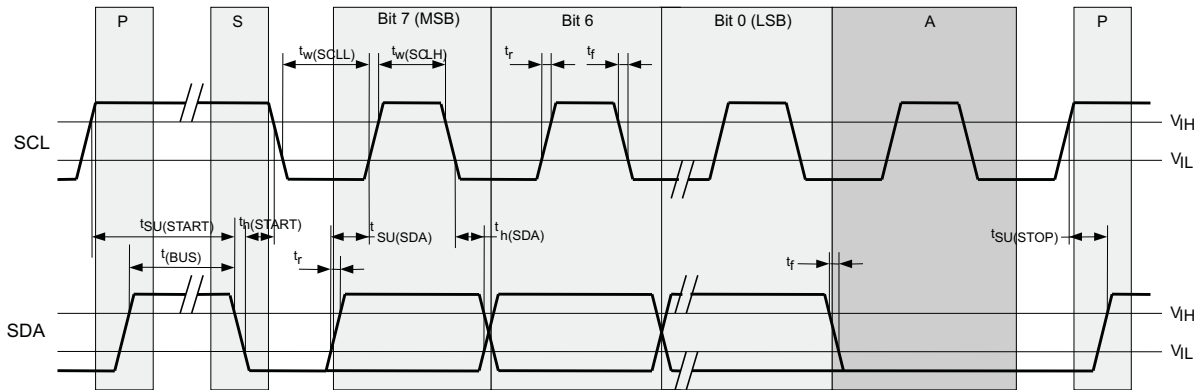 P S Bit 7 (MSB) Bit 6 Bit 0 (LSB) A P
tw(SCLL) tw(SCLH) tr tf
VIH
SCL
VIL
tSU(START) th(START) tSU(SDA) th(SDA) tSU(STOP)
t(BUS) tr tf
VIH
SDA
VIL